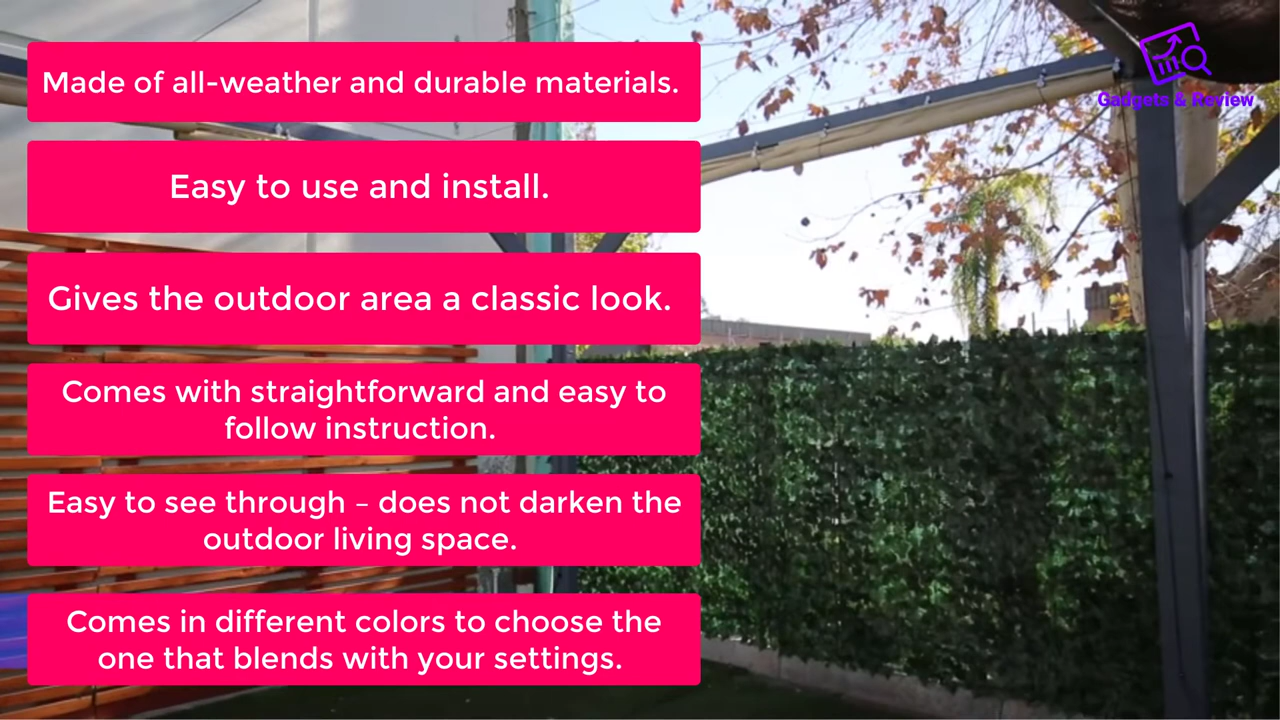 Gadgets & Review
Made of all-weather and durable materials.
Easy to use and install.
Gives the outdoor area a classic look.
Comes with straightforward and easy to
follow instruction.
Easy to see through – does not darken the
outdoor living space.
Comes in different colors to choose the
one that blends with your settings.